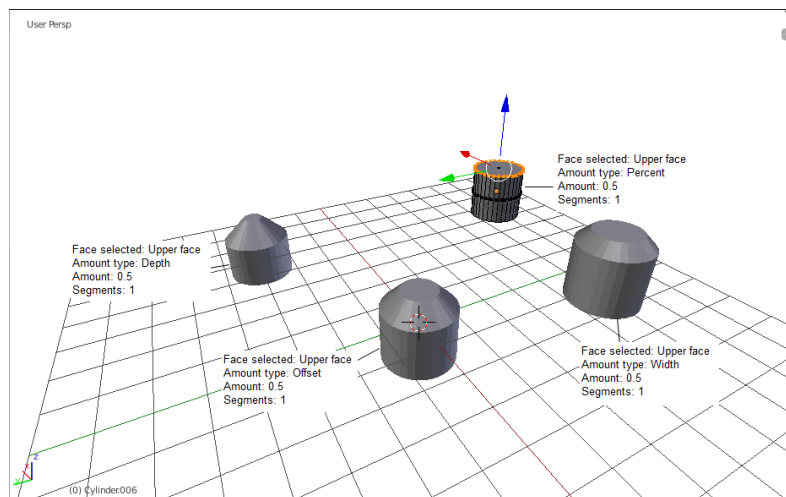 User Persp
Face selected: Upper face
Amount type: Percent
Amount: 0.5
Segments: 1
Face selected: Upper face
Amount type: Depth
Amount: 0.5
Segments: 1
Face selected: Upper face
Amount type: Offset
Amount: 0.5
Segments: 1
Face selected: Upper face
Amount type: Width
Amount: 0.5
Segments: 1
z
x
y
(0) Cylinder.006